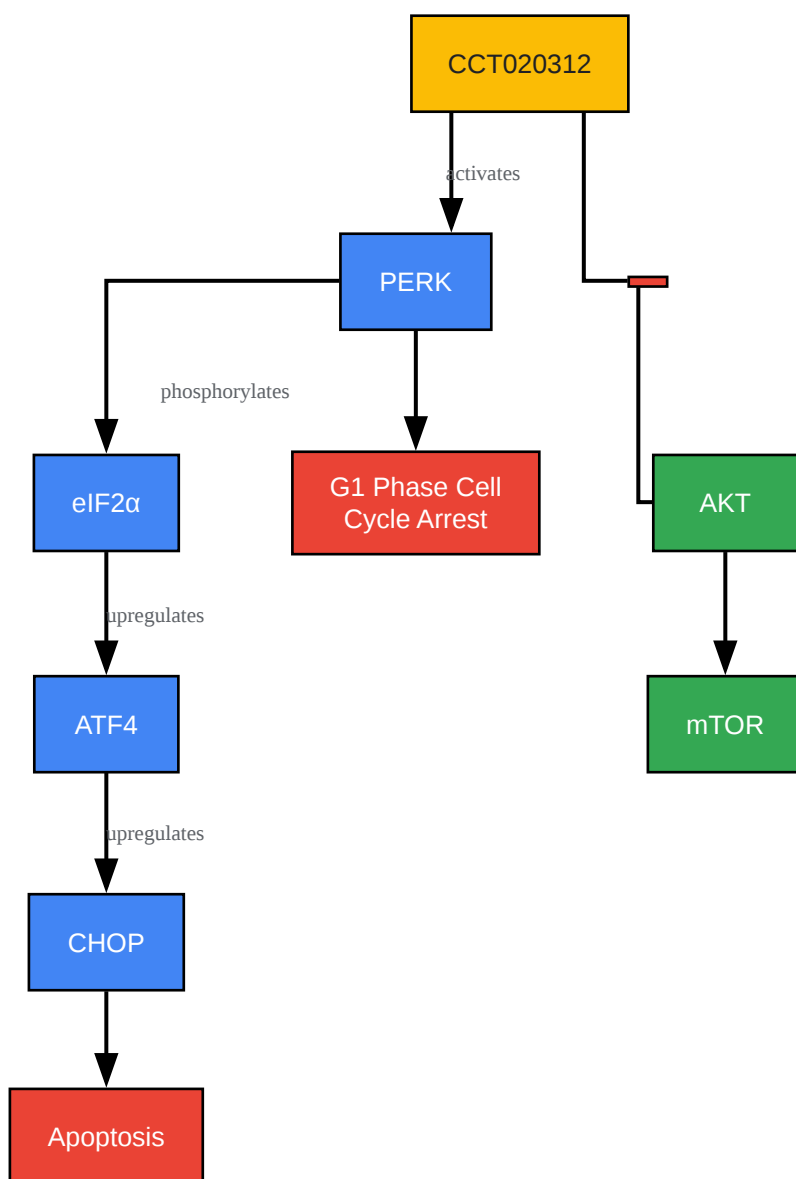 CCT020312
activates
PERK
phosphorylates
eIF2α
G1 Phase Cell
Cycle Arrest
AKT
upregulates
ATF4
mTOR
upregulates
CHOP
Apoptosis